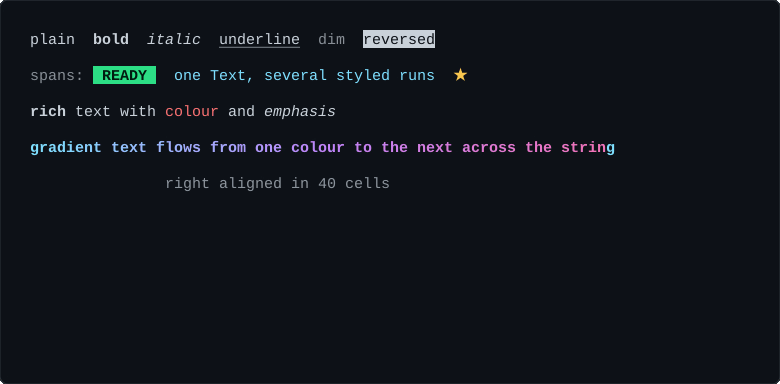 plain  bold  italic  underline  dim  reversed
spans: READY  one Text, several styled runs  ★
rich text with colour and emphasis
gradient text flows from one colour to the next across the string
right aligned in 40 cells